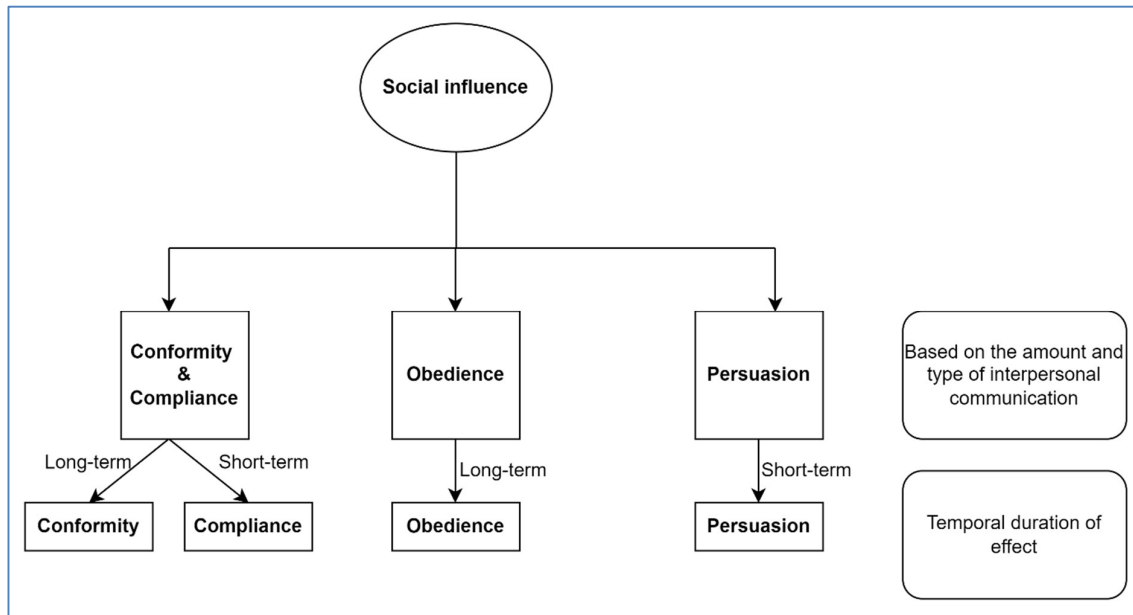 Social influence
Conformity
&
Compliance
Obedience
Persuasion
Based on the amount and
type of interpersonal
communication
Long-term
Short-term
Long-term
Short-term
Conformity
Compliance
Obedience
Persuasion
Temporal duration of
effect